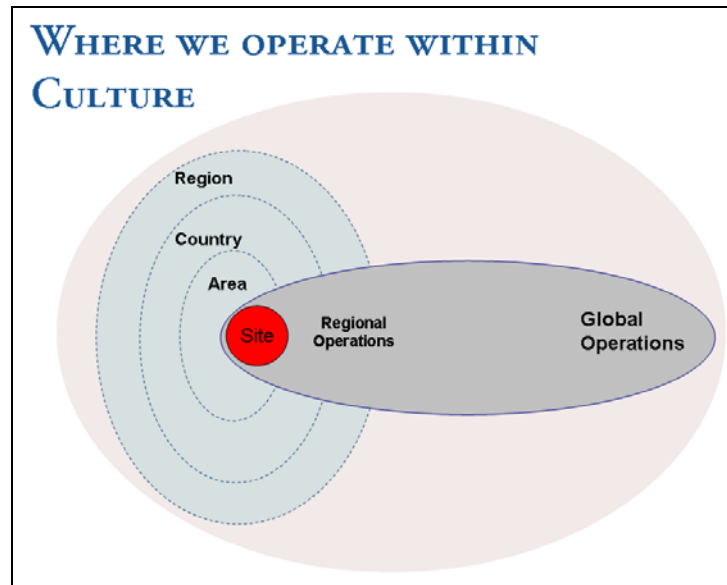 WHERE WE OPERATE WITHIN
CULTURE
Region
Country
Area
Site
Regional
Operations
Global
Operations